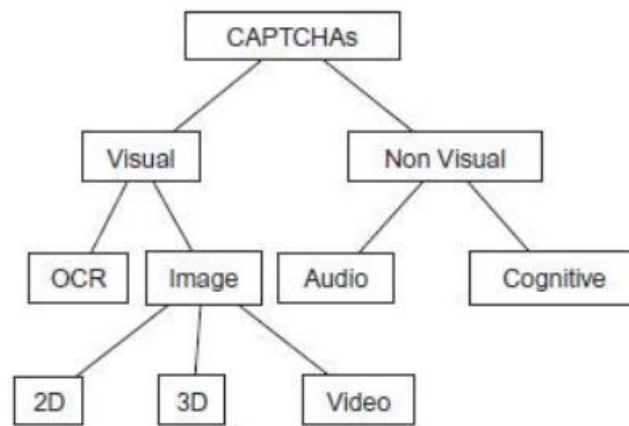 CAPTCHAs
Visual
Non Visual
OCR
Image
Audio
Cognitive
2D
3D
Video